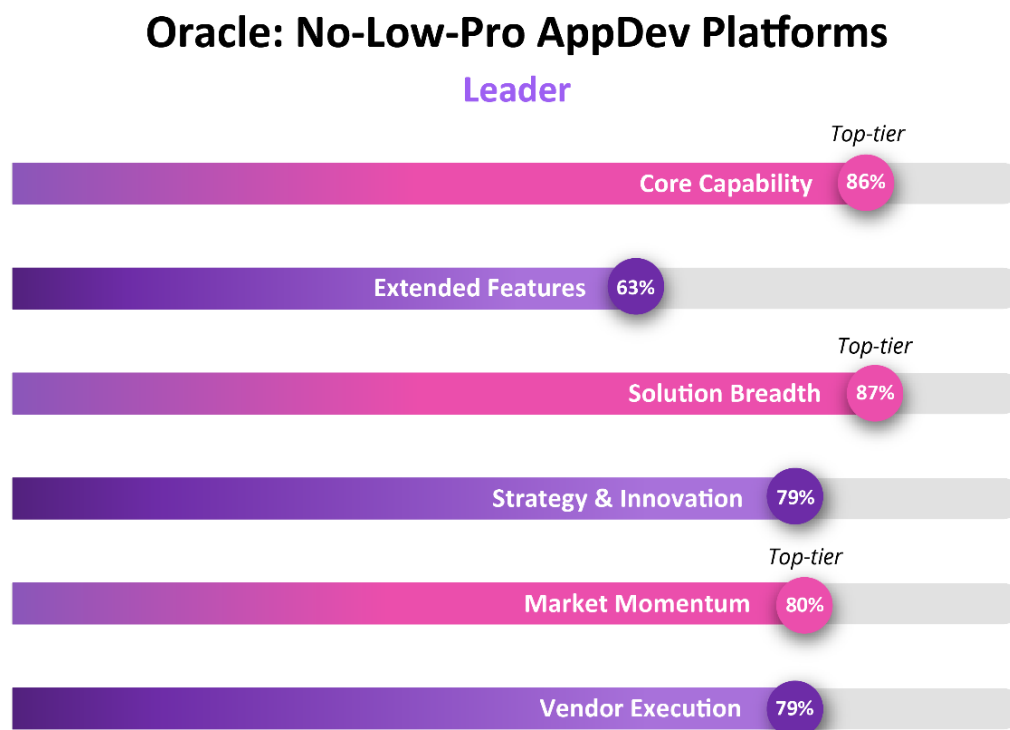 Oracle: No-Low-Pro AppDev Platforms
Leader
Top-tier
Core Capability 86%
Extended Features 63%
Top-tier
Solution Breadth 87%
Strategy & Innovation 79%
Top-tier
Market Momentum 80%
Vendor Execution 79%